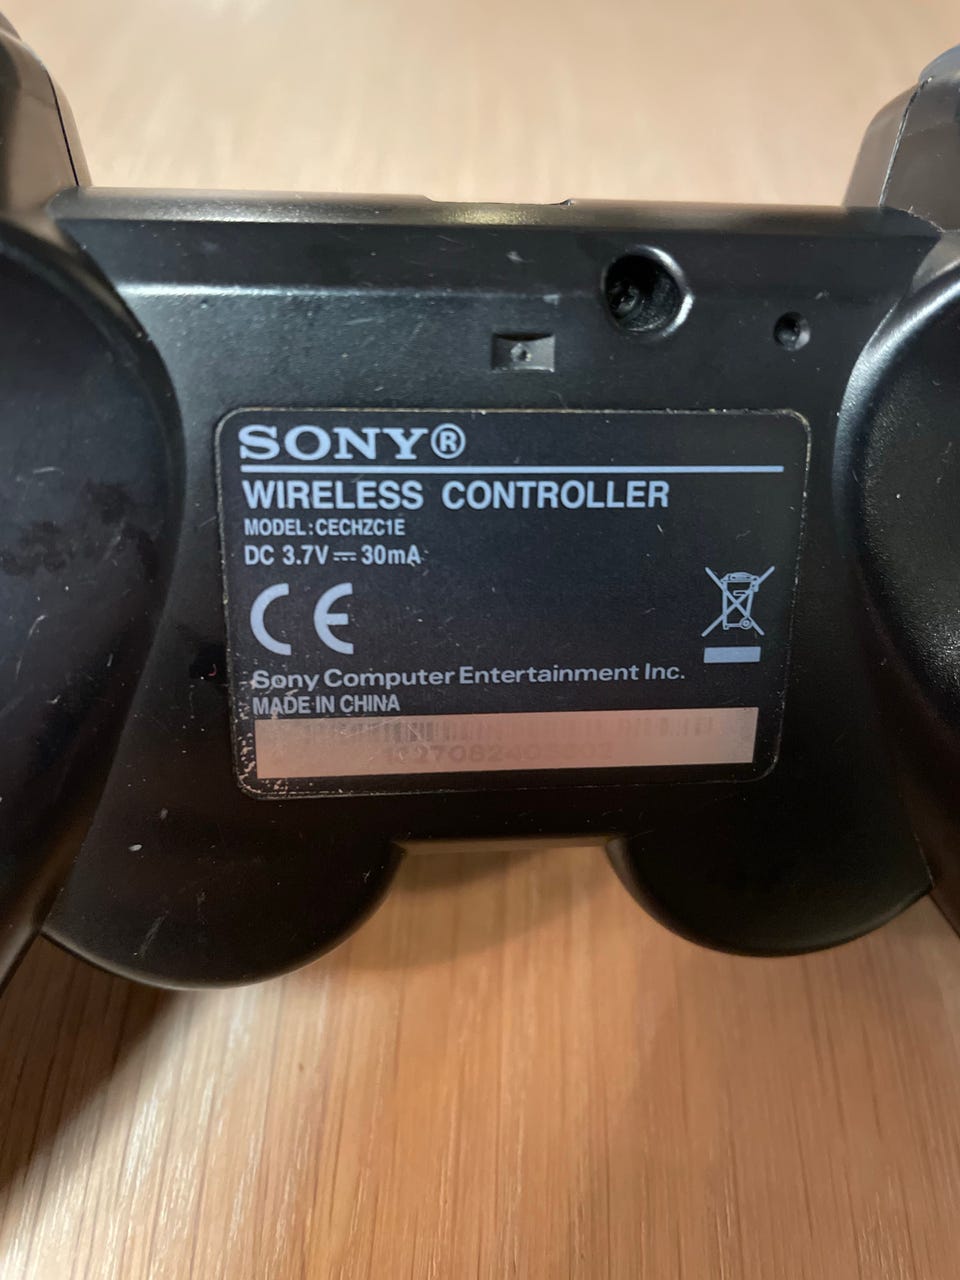 SONY®
WIRELESS CONTROLLER
MODEL:CECHZC1E
DC 3.7V⎓30mA
CE
Sony Computer Entertainment Inc.
MADE IN CHINA